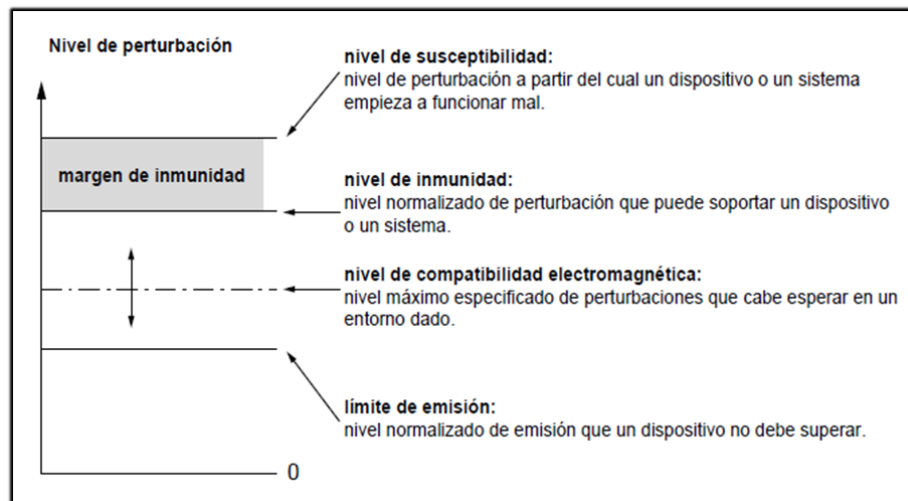 Nivel de perturbación
nivel de susceptibilidad:
nivel de perturbación a partir del cual un dispositivo o un sistema
empieza a funcionar mal.
margen de inmunidad
nivel de inmunidad:
nivel normalizado de perturbación que puede soportar un dispositivo
o un sistema.
nivel de compatibilidad electromagnética:
nivel máximo especificado de perturbaciones que cabe esperar en un
entorno dado.
límite de emisión:
nivel normalizado de emisión que un dispositivo no debe superar.
0